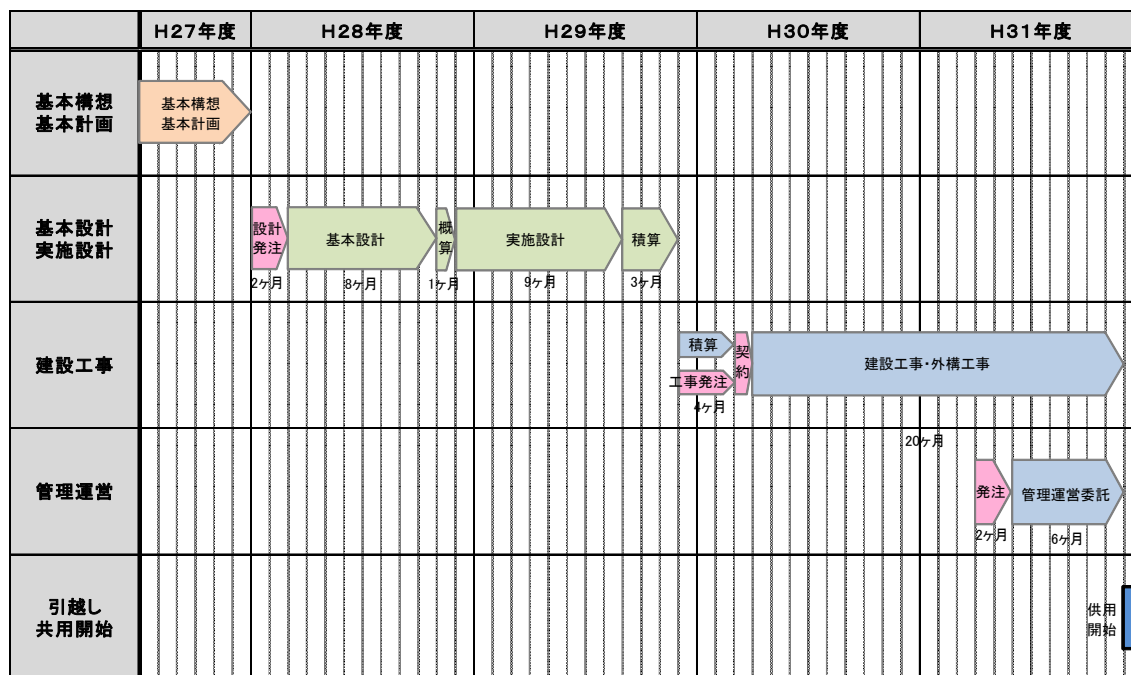 H27年度 H28年度 H29年度 H30年度 H31年度
基本構想
基本計画
基本構想
基本計画
基本設計
実施設計
設計
発注
基本設計
概
算
実施設計
積算
2ヶ月 8ヶ月 1ヶ月 9ヶ月 3ヶ月
建設工事
積算
工事発注
契
約
建設工事・外構工事
4ヶ月
20ヶ月
管理運営
発注
管理運営委託
2ヶ月 6ヶ月
引越し
共用開始
供用
開始